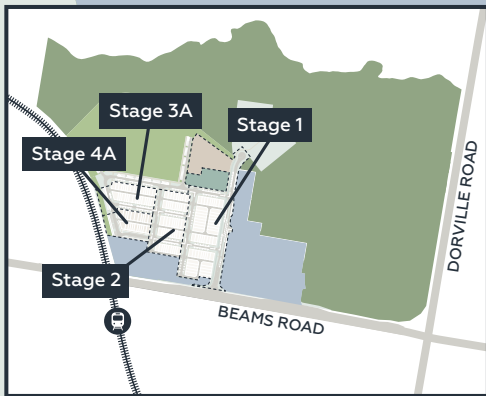 Stage 3A
Stage 1
Stage 4A
Stage 2
BEAMS ROAD
DORVILLE ROAD